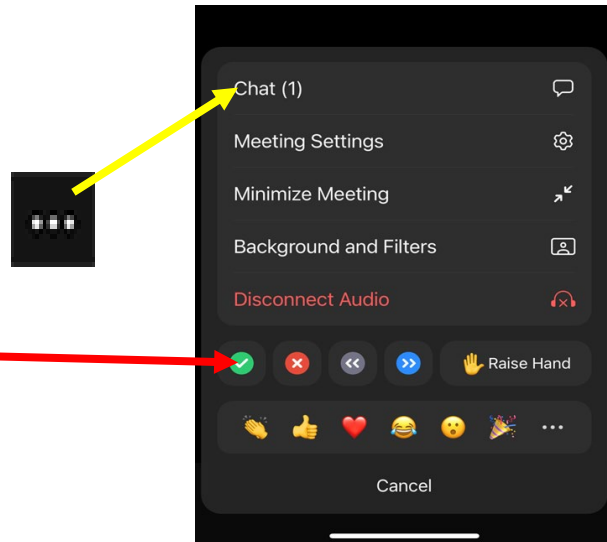 Chat (1)
Meeting Settings
Minimize Meeting
Background and Filters
Disconnect Audio
Raise Hand
Cancel